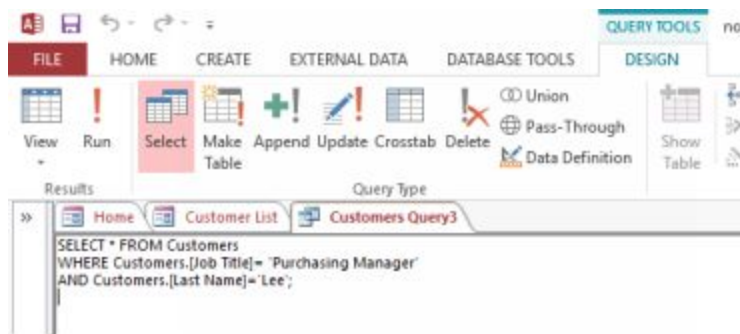 QUERY TOOLS
FILE HOME CREATE EXTERNAL DATA DATABASE TOOLS DESIGN
View Run Select Make Table Append Update Crosstab Delete
Union
Pass-Through
Data Definition
Show Table
Results Query Type
» Home Customer List Customers Query3
SELECT * FROM Customers
WHERE Customers.[Job Title]= 'Purchasing Manager'
AND Customers.[Last Name]='Lee';